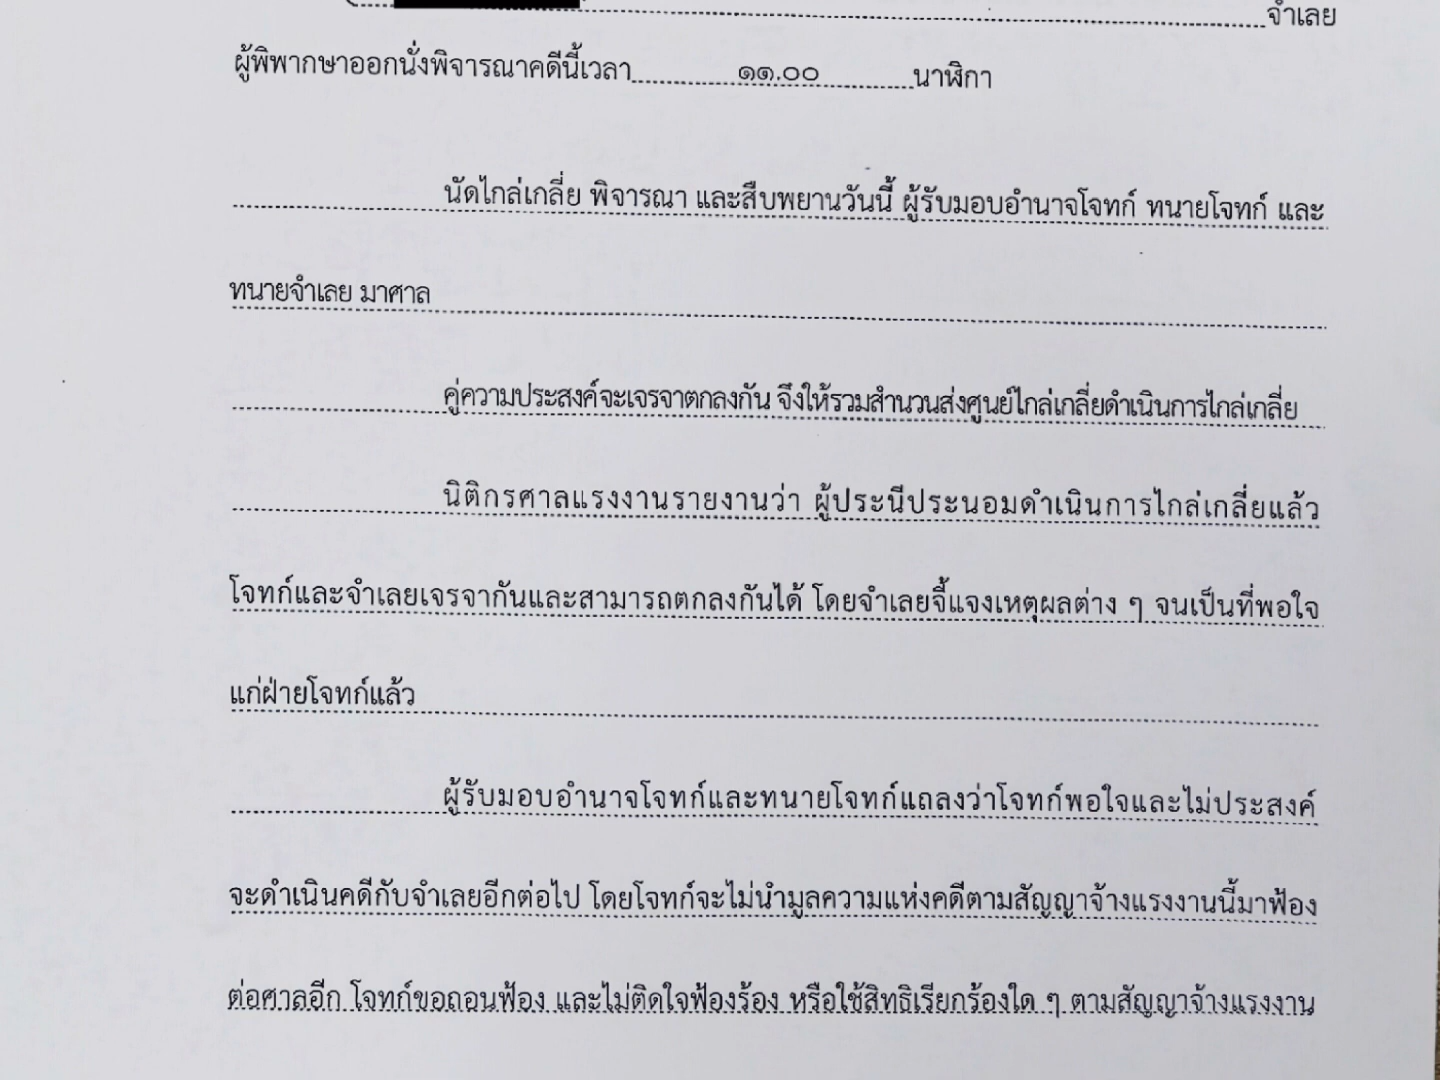 จำเลย
ผู้พิพากษาออกนั่งพิจารณาคดีนี้เวลา ๑๑.๐๐ นาฬิกา
นัดไกล่เกลี่ย พิจารณา และสืบพยานวันนี้ ผู้รับมอบอำนาจโจทก์ ทนายโจทก์ และ
ทนายจำเลย มาศาล
คู่ความประสงค์จะเจรจาตกลงกัน จึงให้รวมสำนวนส่งศูนย์ไกล่เกลี่ยดำเนินการไกล่เกลี่ย
นิติกรศาลแรงงานรายงานว่า ผู้ประนีประนอมดำเนินการไกล่เกลี่ยแล้ว
โจทก์และจำเลยเจรจากันและสามารถตกลงกันได้ โดยจำเลยชี้แจงเหตุผลต่าง ๆ จนเป็นที่พอใจ
แก่ฝ่ายโจทก์แล้ว
ผู้รับมอบอำนาจโจทก์และทนายโจทก์แถลงว่าโจทก์พอใจและไม่ประสงค์
จะดำเนินคดีกับจำเลยอีกต่อไป โดยโจทก์จะไม่นำมูลความแห่งคดีตามสัญญาจ้างแรงงานนี้มาฟ้อง
ต่อศาลอีก โจทก์ขอถอนฟ้อง และไม่ติดใจฟ้องร้อง หรือใช้สิทธิเรียกร้องใด ๆ ตามสัญญาจ้างแรงงาน